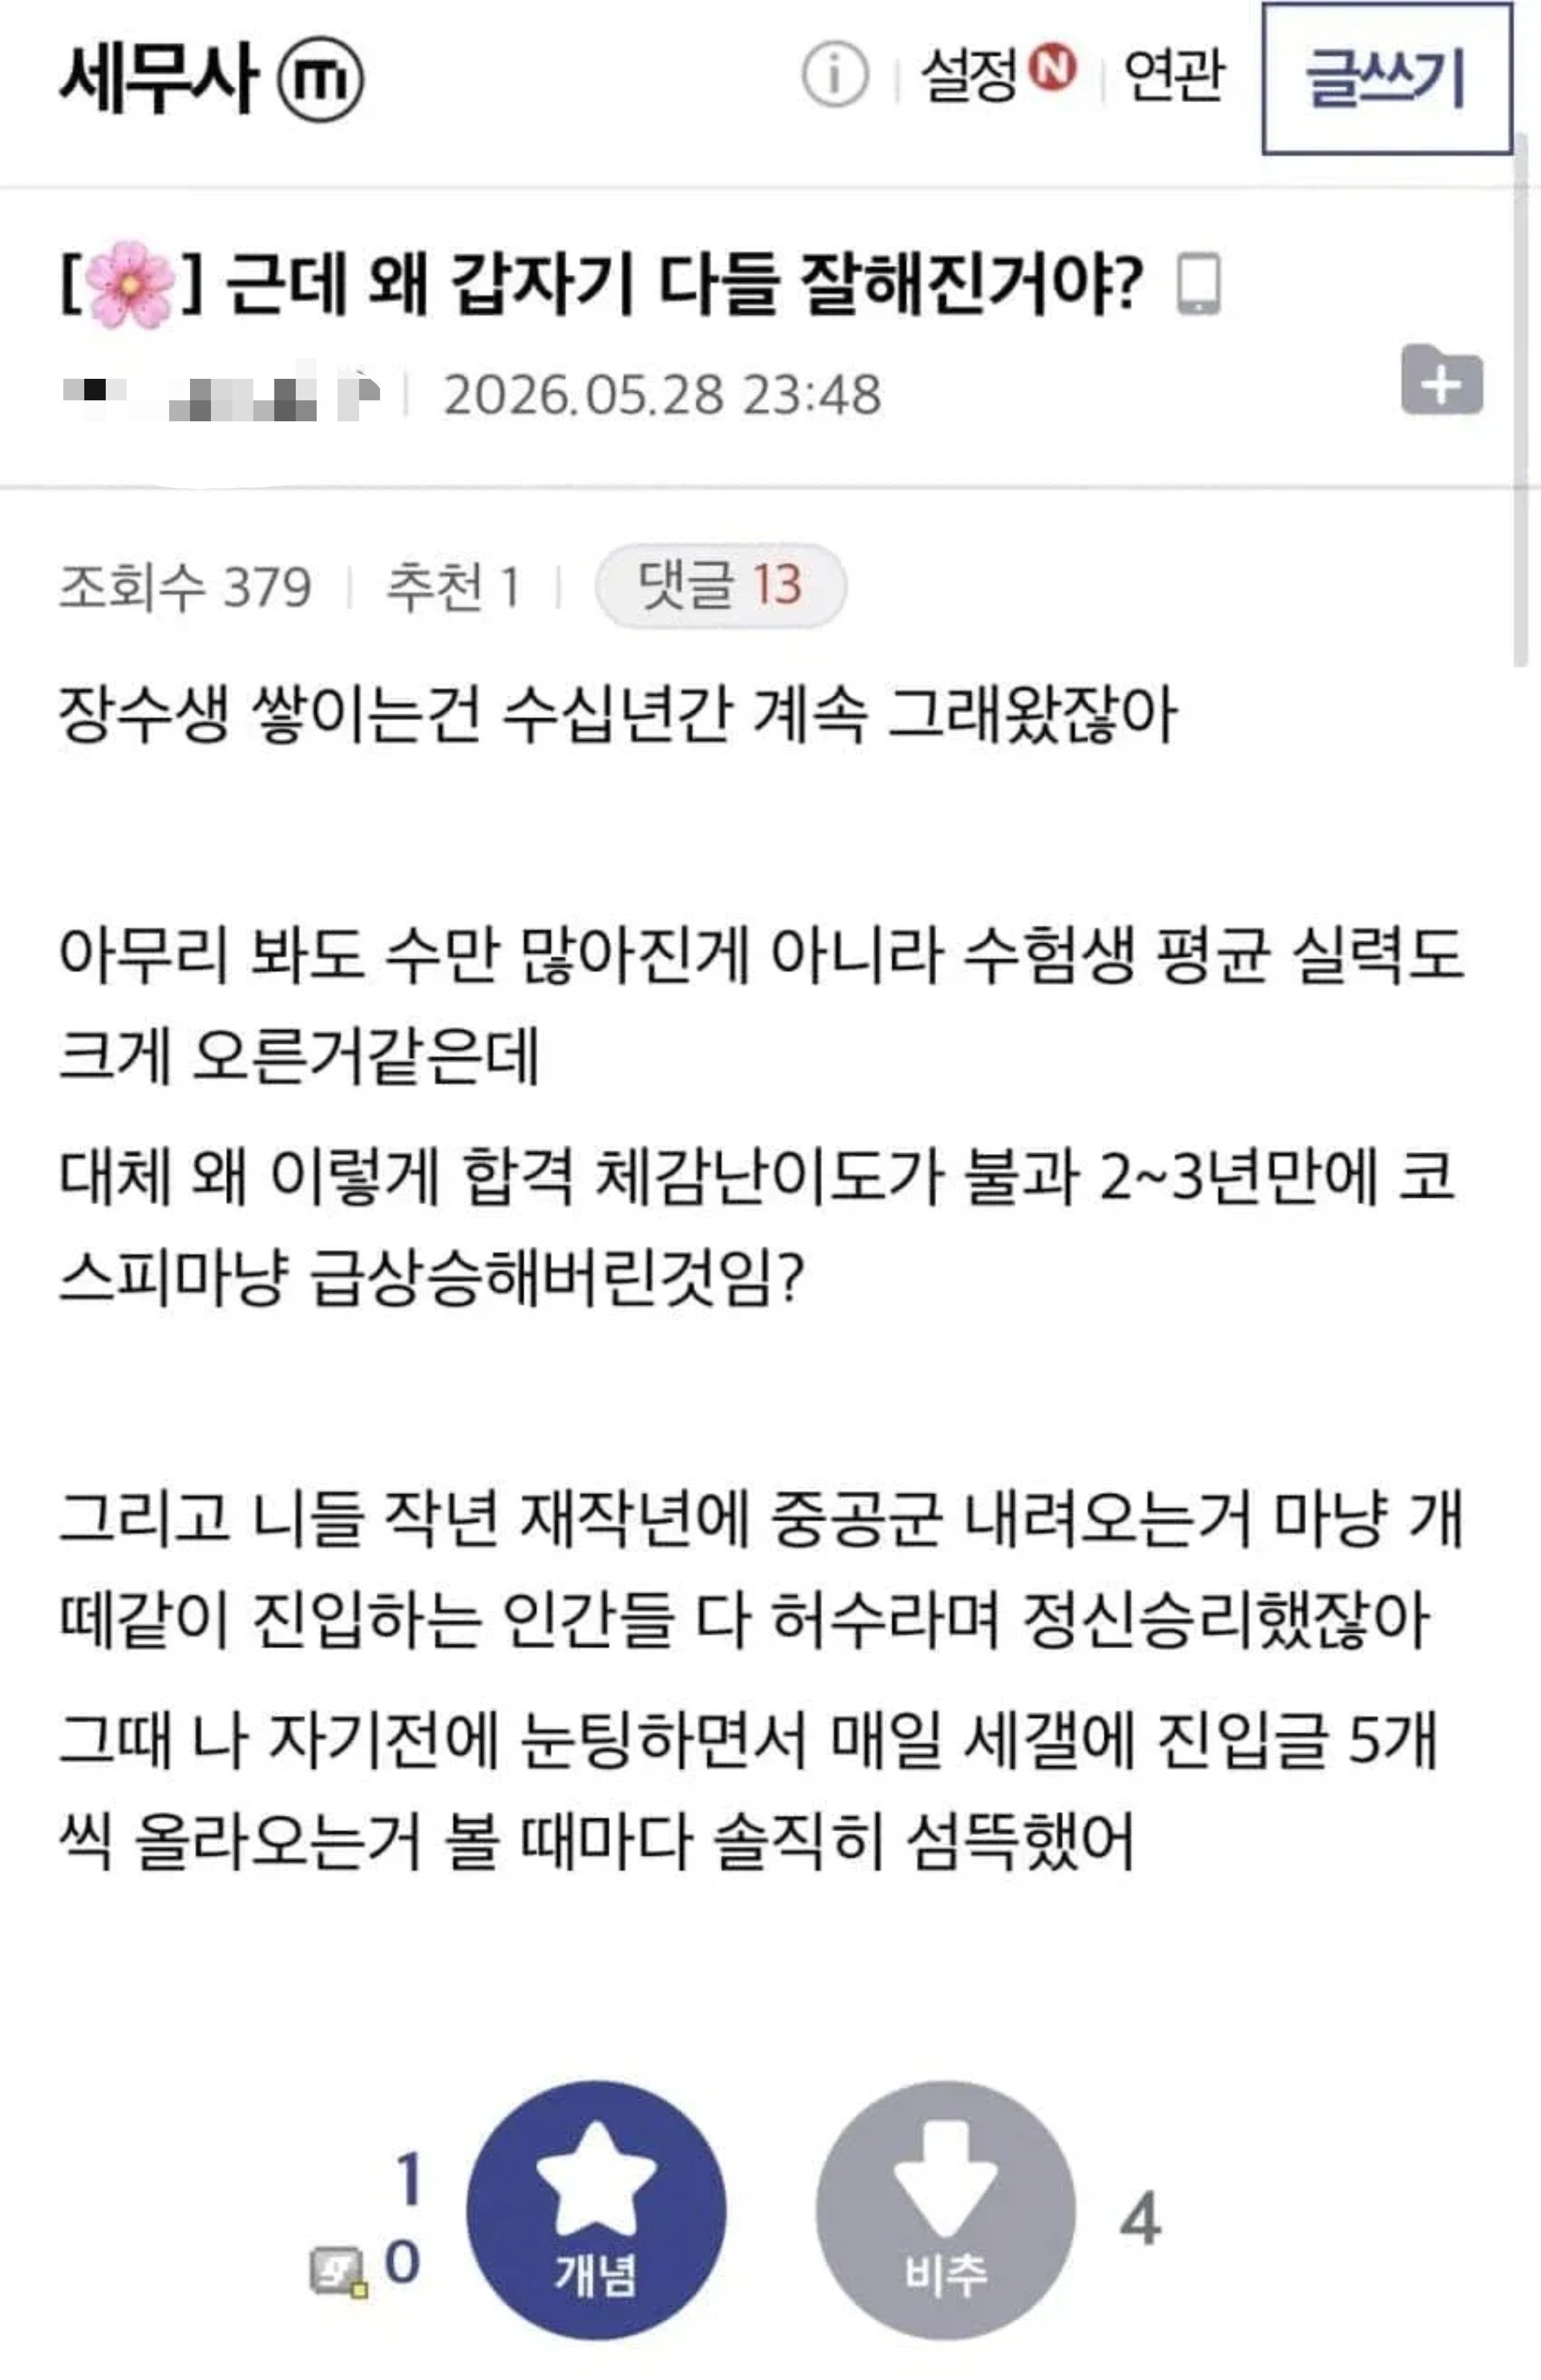 세무사 ⓜ
설정 N 연관 글쓰기
[🌸] 근데 왜 갑자기 다들 잘해진거야?
2026.05.28 23:48
조회수 379 추천 1 댓글 13
장수생 쌓이는건 수십년간 계속 그래왔잖아
아무리 봐도 수만 많아진게 아니라 수험생 평균 실력도
크게 오른거같은데
대체 왜 이렇게 합격 체감난이도가 불과 2~3년만에 코
스피마냥 급상승해버린것임?
그리고 니들 작년 재작년에 중공군 내려오는거 마냥 개
떼같이 진입하는 인간들 다 허수라며 정신승리했잖아
그때 나 자기전에 눈팅하면서 매일 세갤에 진입글 5개
씩 올라오는거 볼 때마다 솔직히 섬뜩했어
1
0
개념
비추
4